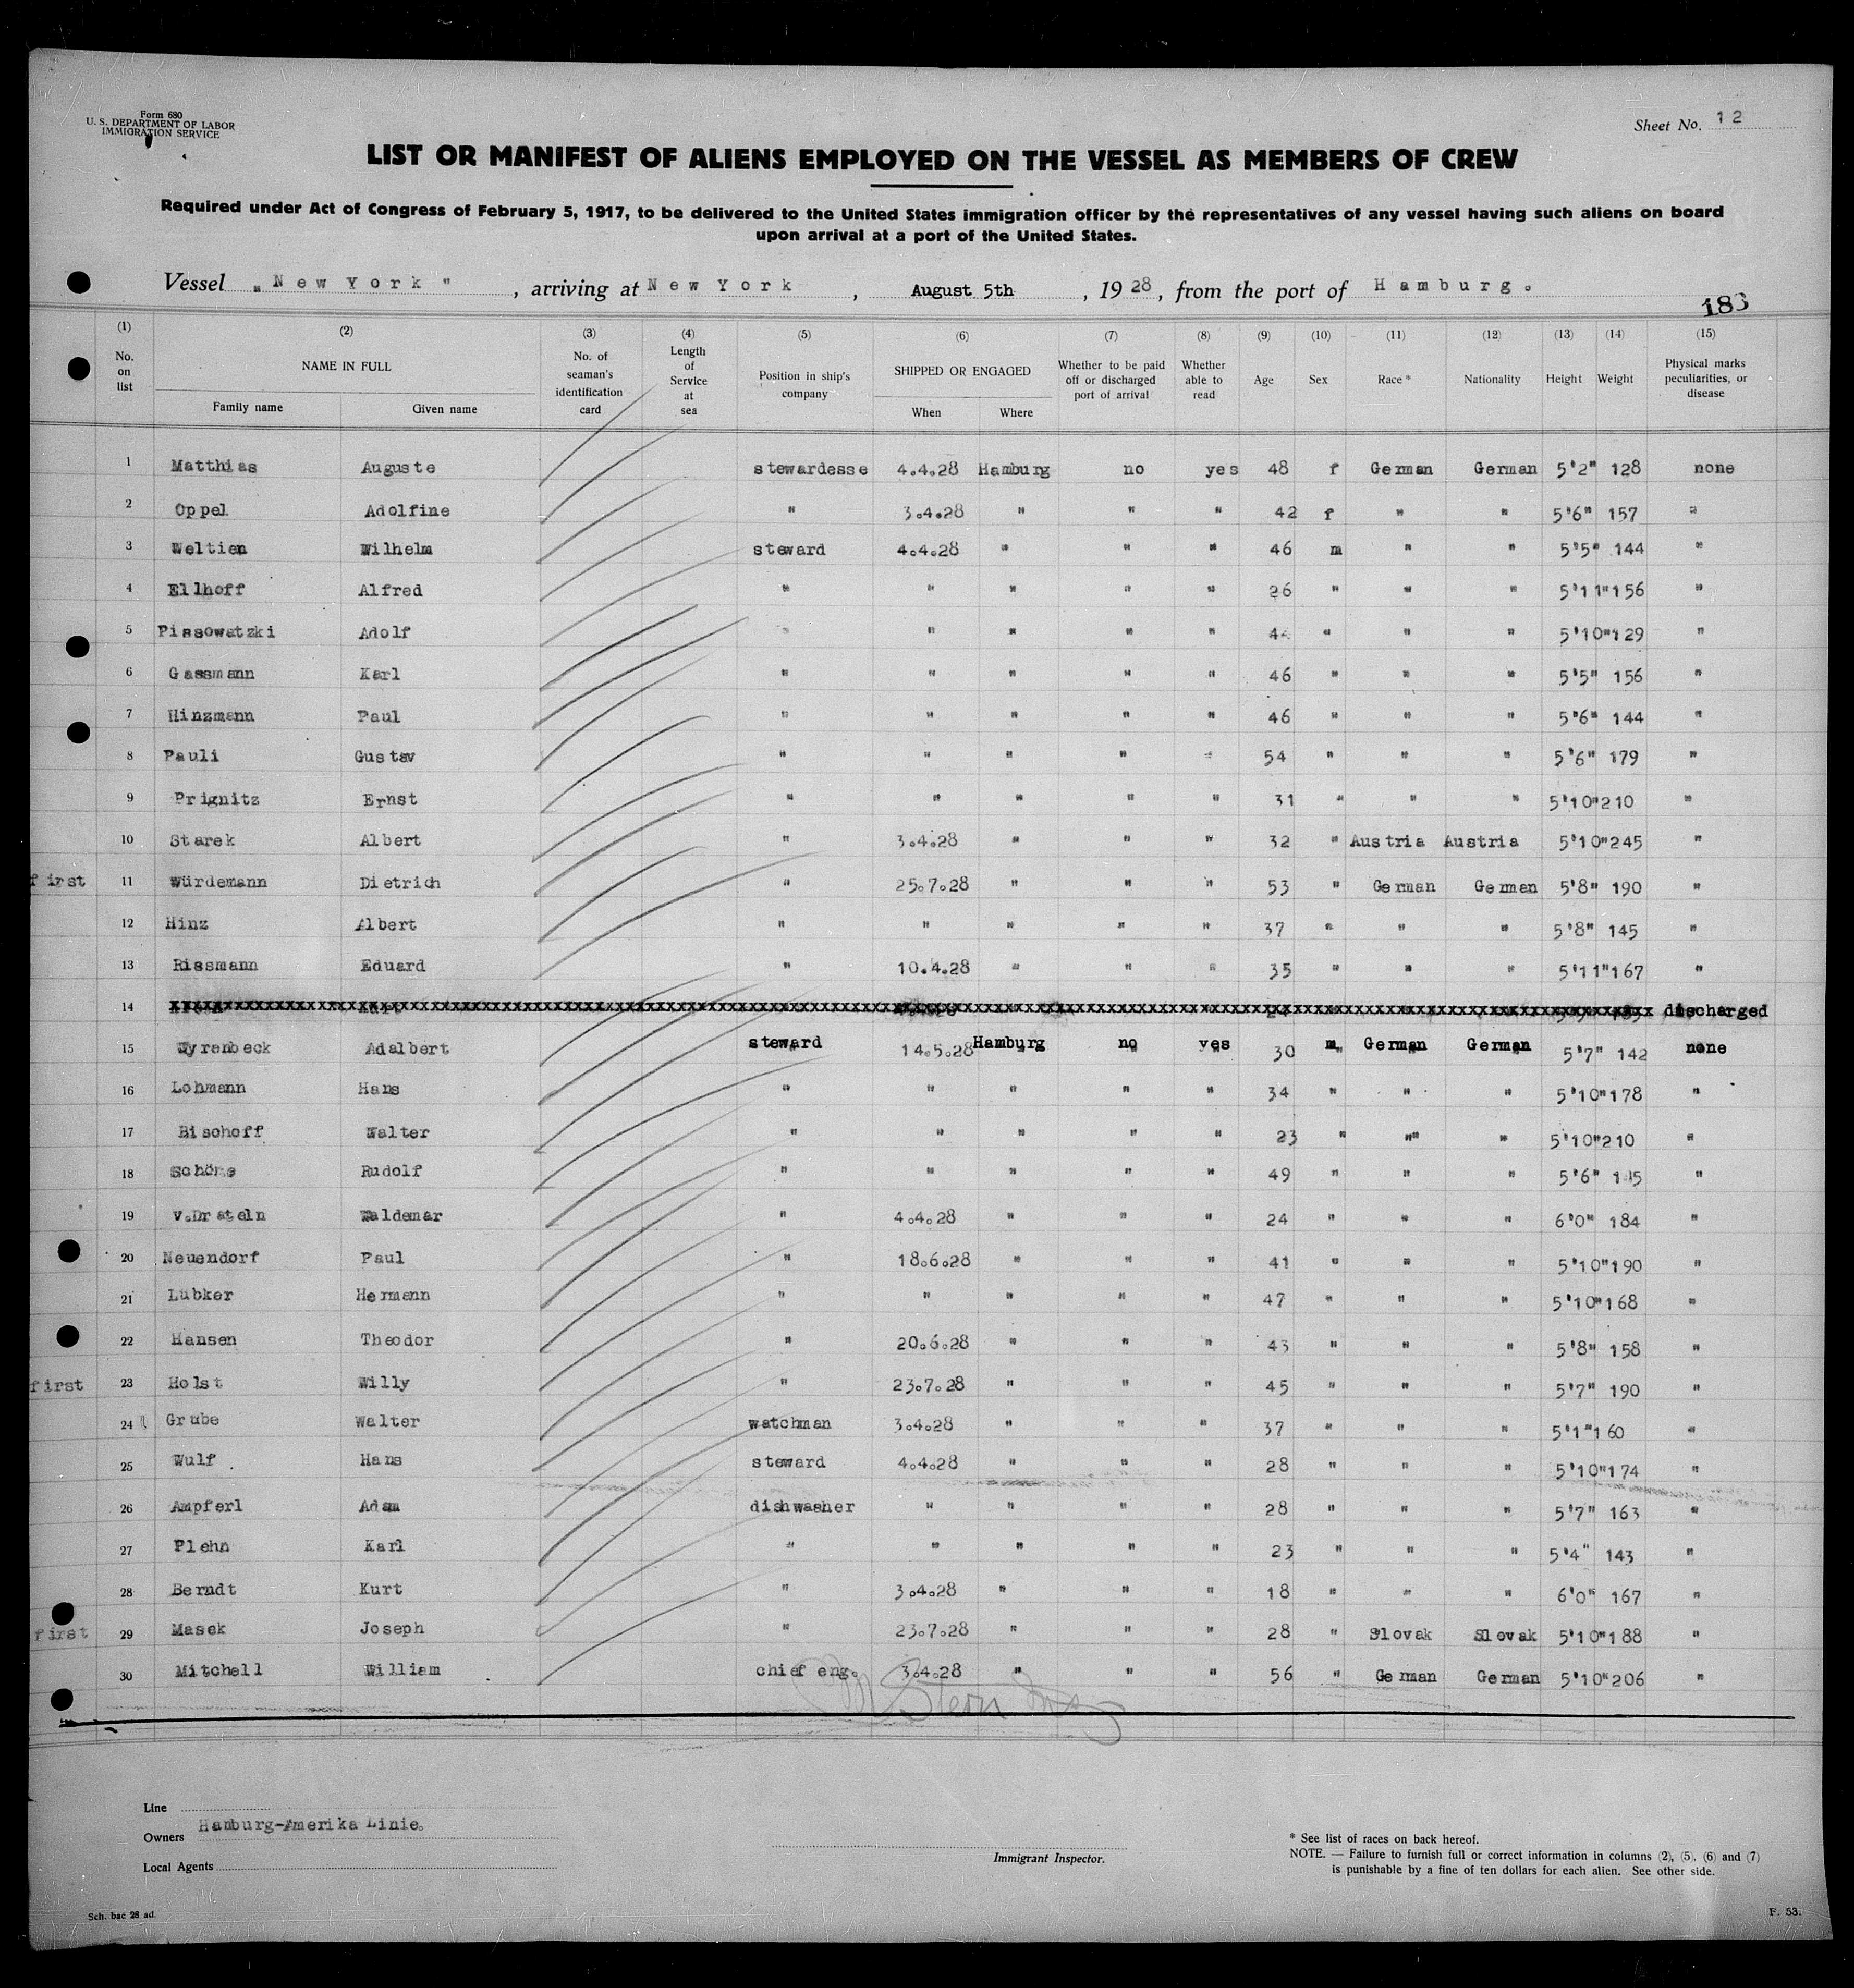 Form 680
U. S. DEPARTMENT OF LABOR
IMMIGRATION SERVICE
Sheet No. 12
LIST OR MANIFEST OF ALIENS EMPLOYED ON THE VESSEL AS MEMBERS OF CREW
Required under Act of Congress of February 5, 1917, to be delivered to the United States immigration officer by the representatives of any vessel having such aliens on board
upon arrival at a port of the United States.
Vessel „New York" , arriving at New York , August 5th , 1928, from the port of Hamburg.
183
(1) (2) (3) (4) (5) (6) (7) (8) (9) (10) (11) (12) (13) (14) (15)
No. on list NAME IN FULL No. of seaman's identification card Length of Service at sea Position in ship's company SHIPPED OR ENGAGED Whether to be paid off or discharged port of arrival Whether able to read Age Sex Race * Nationality Height Weight Physical marks peculiarities, or disease
Family name Given name When Where
1 Matthias Auguste stewardesse 4.4.28 Hamburg no yes 48 f German German 5'2" 128 none
2 Oppel Adolfine " 3.4.28 " " " 42 f " " 5'6" 157 "
3 Weltien Wilhelm steward 4.4.28 " " " 46 m " " 5'5" 144 "
4 Ellhoff Alfred " " " " " 26 " " " 5'11" 156 "
5 Pissowatzki Adolf " " " " " " " " 5'10" 129 "
6 Gassmann Karl " " " " " 46 " " " 5'5" 156 "
7 Hinzmann Paul " " " " " 46 " " " 5'6" 144 "
8 Pauli Gustav " " " " " 54 " " " 5'6" 179 "
9 Prignitz Ernst " " " " " 31 " " " 5'10" 210 "
10 Starek Albert " 3.4.28 " " " 32 " Austria Austria 5'10" 245 "
first 11 Würdemann Dietrich " 25.7.28 " " " 53 " German German 5'8" 190 "
12 Hinz Albert " " " " " 37 " " " 5'8" 145 "
13 Rissmann Eduard " 10.4.28 " " " 35 " " " 5'11" 167 "
14 discharged
15 Wyrenbeck Adalbert steward 14.5.28 Hamburg no yes 30 m German German 5'7" 142 none
16 Lohmann Hans " " " " " 34 " " " 5'10" 178 "
17 Bischoff Walter " " " " " 23 " "" " 5'10" 210 "
18 Schöne Rudolf " " " " " 49 " " " 5'6" "
19 v.Drateln Waldemar " 4.4.28 " " " 24 " " " 6'0" 184 "
20 Neuendorf Paul " 18.6.28 " " " 41 " " " 5'10" 190 "
21 Lübker Hermann " " " " " 47 " " " 5'10" 168 "
22 Hansen Theodor " 20.6.28 " " " 43 " " " 5'8" 158 "
first 23 Holst Willy " 23.7.28 " " " 45 " " " 5'7" 190 "
24 Grube Walter watchman 3.4.28 " " " 37 " " " 5'1" 160 "
25 Wulf Hans steward 4.4.28 " " " 28 " " " 5'10" 174 "
26 Ampferl Adam dishwasher " " " " 28 " " " 5'7" 163 "
27 Plehn Karl " " " " " 23 " " " 5'4" 143 "
28 Berndt Kurt " 3.4.28 " " " 18 " " " 6'0" 167 "
first 29 Masek Joseph " 23.7.28 " " " 28 " Slovak Slovak 5'10" 188 "
30 Mitchell William chief eng. 3.4.28 " " " 56 " German German 5'10" 206 "
Line
Owners Hamburg-Amerika Linie.
Local Agents
Immigrant Inspector.
* See list of races on back hereof.
NOTE. — Failure to furnish full or correct information in columns (2), (5), (6) and (7)
is punishable by a fine of ten dollars for each alien. See other side.
Sch. bac 28 ad.
F. 53.